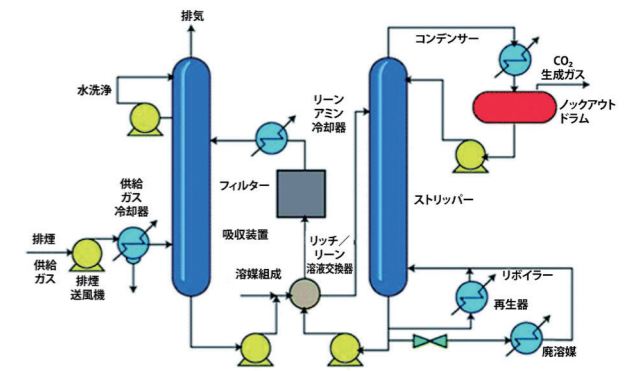 排気
コンデンサー
CO₂
生成ガス
水洗浄
リーン
アミン
冷却器
ノックアウト
ドラム
供給
ガス
冷却器
フィルター
ストリッパー
排煙
供給
ガス
排煙
送風機
吸収装置
リッチ／
リーン
溶液交換器
溶媒組成
リボイラー
再生器
廃溶媒